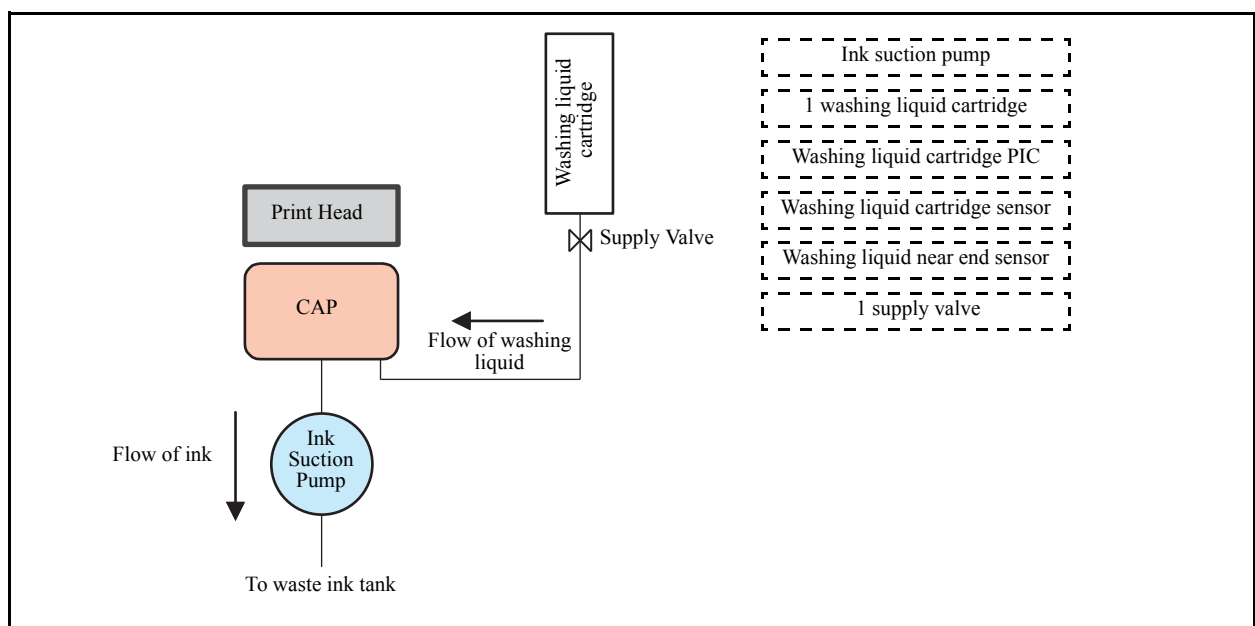 Washing liquid
cartridge
Print Head
Supply Valve
CAP
Flow of washing
liquid
Ink
Suction
Pump
Flow of ink
To waste ink tank
Ink suction pump
1 washing liquid cartridge
Washing liquid cartridge PIC
Washing liquid cartridge sensor
Washing liquid near end sensor
1 supply valve